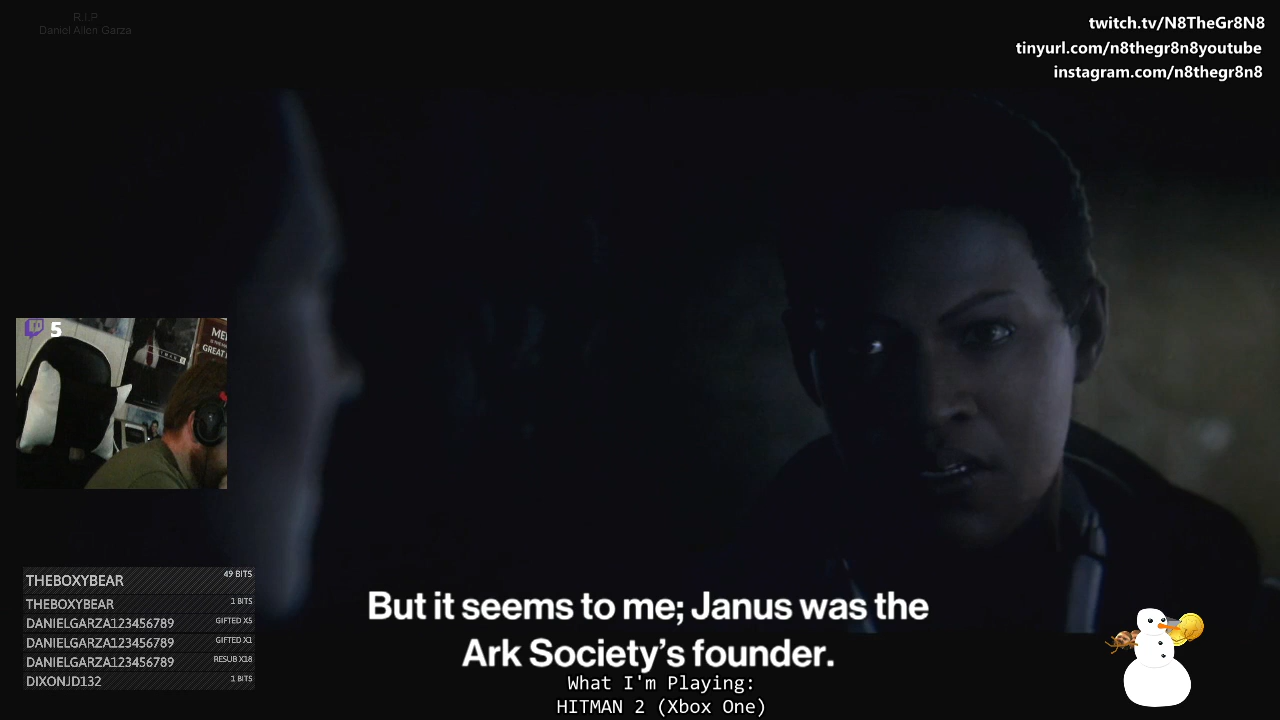 R.I.P
Daniel Allen Garza
twitch.tv/N8TheGr8N8
tinyurl.com/n8thegr8n8youtube
instagram.com/n8thegr8n8
5
GREAT
THEBOXYBEAR 49 BITS
THEBOXYBEAR 1 BITS
DANIELGARZA123456789 GIFTED X5
DANIELGARZA123456789 GIFTED X1
DANIELGARZA123456789 RESUB X18
DIXONJD132 1 BITS
But it seems to me; Janus was the
Ark Society's founder.
What I'm Playing:
HITMAN 2 (Xbox One)